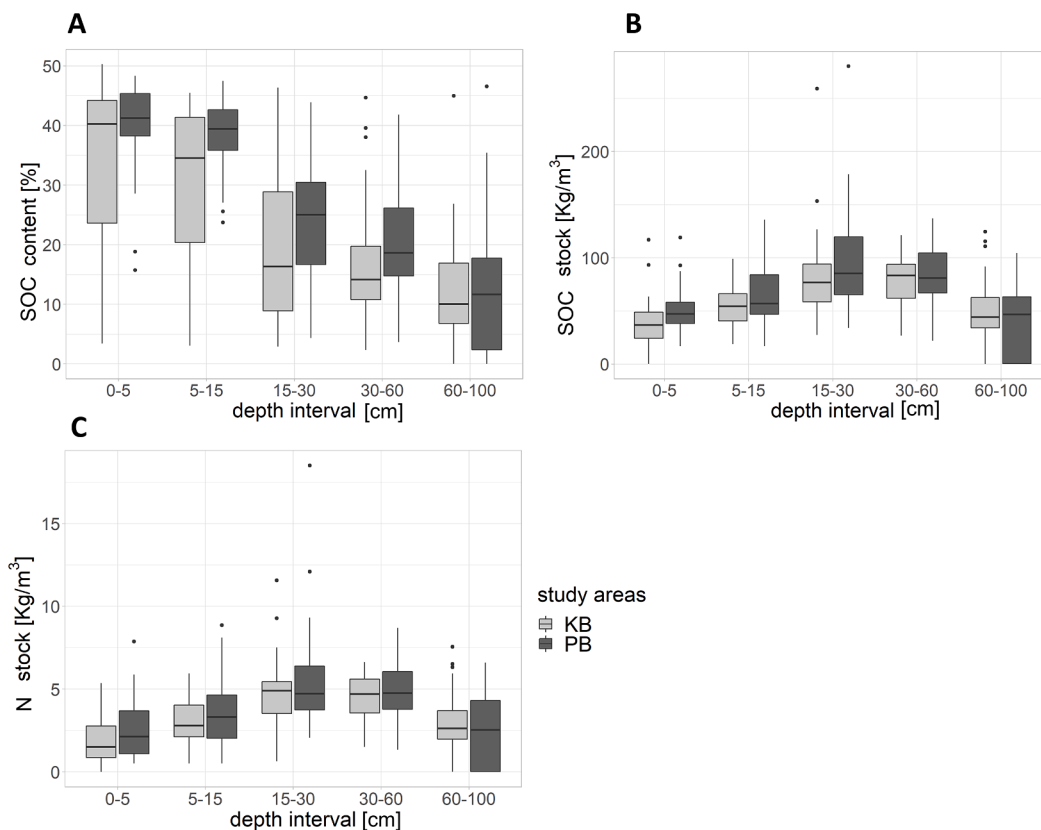 A
SOC content [%]
50
40
30
20
10
0
0-5 5-15 15-30 30-60 60-100
depth interval [cm]
B
SOC stock [Kg/m³]
200
100
0
0-5 5-15 15-30 30-60 60-100
depth interval [cm]
C
N stock [Kg/m³]
15
10
5
0
0-5 5-15 15-30 30-60 60-100
depth interval [cm]
study areas
KB
PB